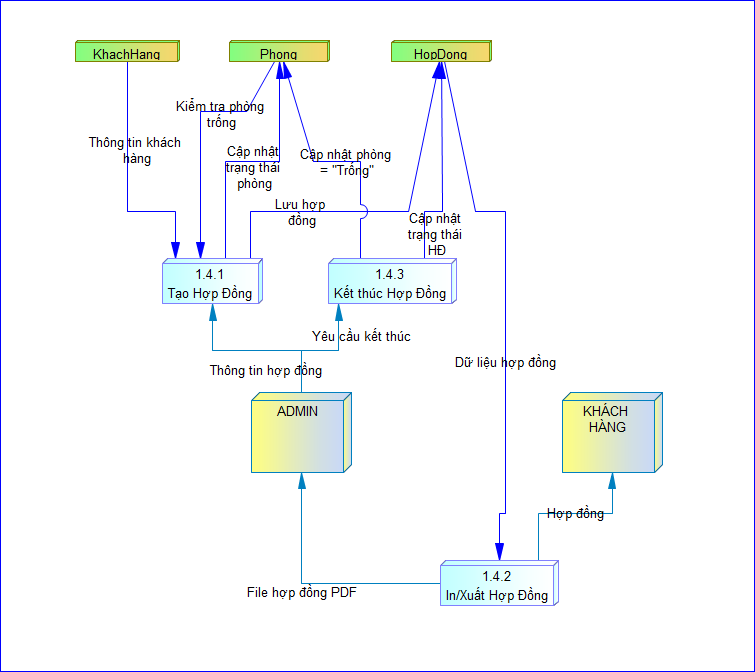 KhachHang
Phong
HopDong
Kiểm tra phòng
trống
Thông tin khách
hàng
Cập nhật
trạng thái
phòng
Cập nhật phòng
= "Trống"
Lưu hợp
đồng
Cập nhật
trạng thái
HĐ
1.4.1
Tạo Hợp Đồng
1.4.3
Kết thúc Hợp Đồng
Yêu cầu kết thúc
Thông tin hợp đồng
Dữ liệu hợp đồng
ADMIN
KHÁCH
HÀNG
Hợp đồng
1.4.2
In/Xuất Hợp Đồng
File hợp đồng PDF